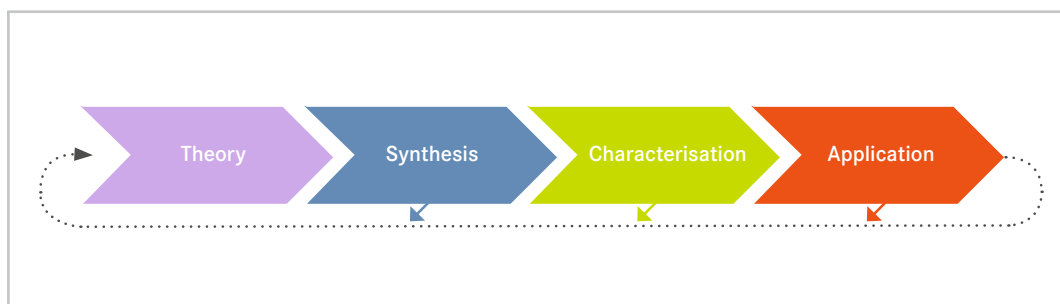 Theory
Synthesis
Characterisation
Application